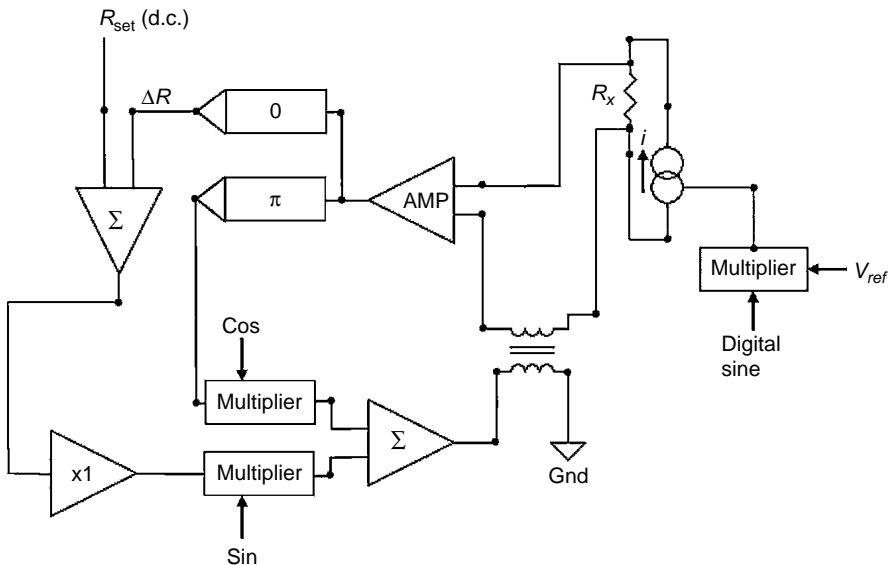 R_set (d.c.)
ΔR
0
π
Σ
AMP
R_x
i
Multiplier
V_ref
Digital
sine
Cos
Multiplier
Σ
Gnd
x1
Multiplier
Sin